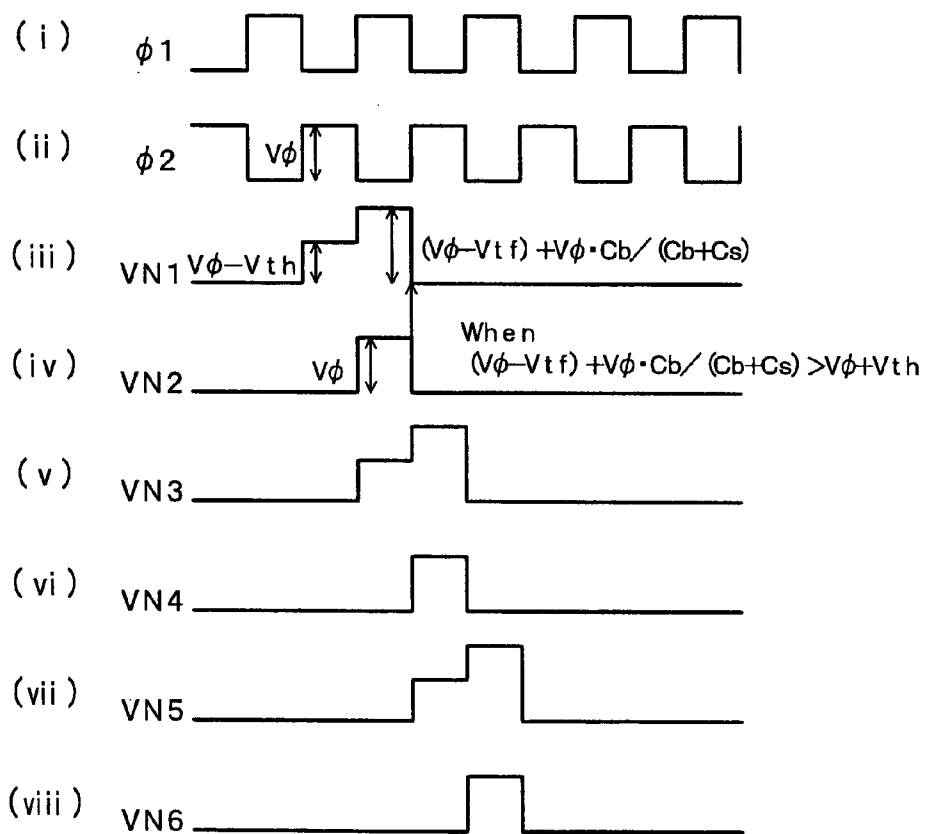 (i) φ1
(ii) φ2 Vφ
(iii) VN1 Vφ-Vth (Vφ-Vtf)+Vφ・Cb/(Cb+Cs)
When
(iv) VN2 Vφ (Vφ-Vtf)+Vφ・Cb/(Cb+Cs)>Vφ+Vth
(v) VN3
(vi) VN4
(vii) VN5
(viii) VN6